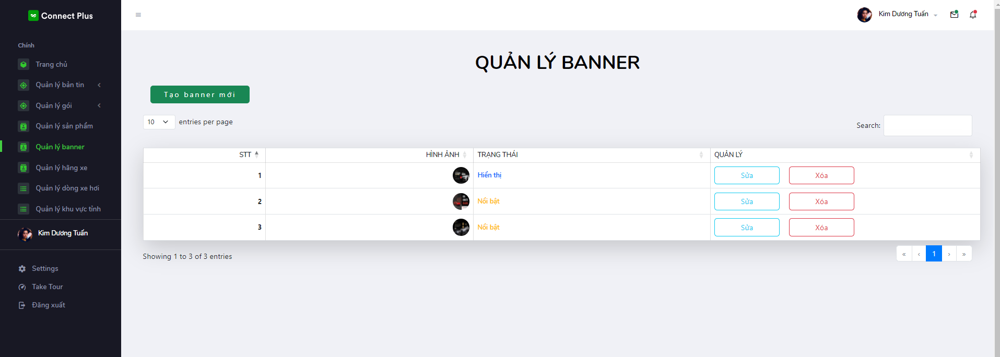 Connect Plus
Kim Dương Tuấn
Chính
Trang chủ
Quản lý bản tin
Quản lý gói
Quản lý sản phẩm
Quản lý banner
Quản lý hãng xe
Quản lý dòng xe hơi
Quản lý khu vực tỉnh
Kim Dương Tuấn
Settings
Take Tour
Đăng xuất
QUẢN LÝ BANNER
Tạo banner mới
10 entries per page
Search:
STT HÌNH ẢNH TRẠNG THÁI QUẢN LÝ
1 Hiển thị Sửa Xóa
2 Nổi bật Sửa Xóa
3 Nổi bật Sửa Xóa
Showing 1 to 3 of 3 entries
« ‹ 1 › »